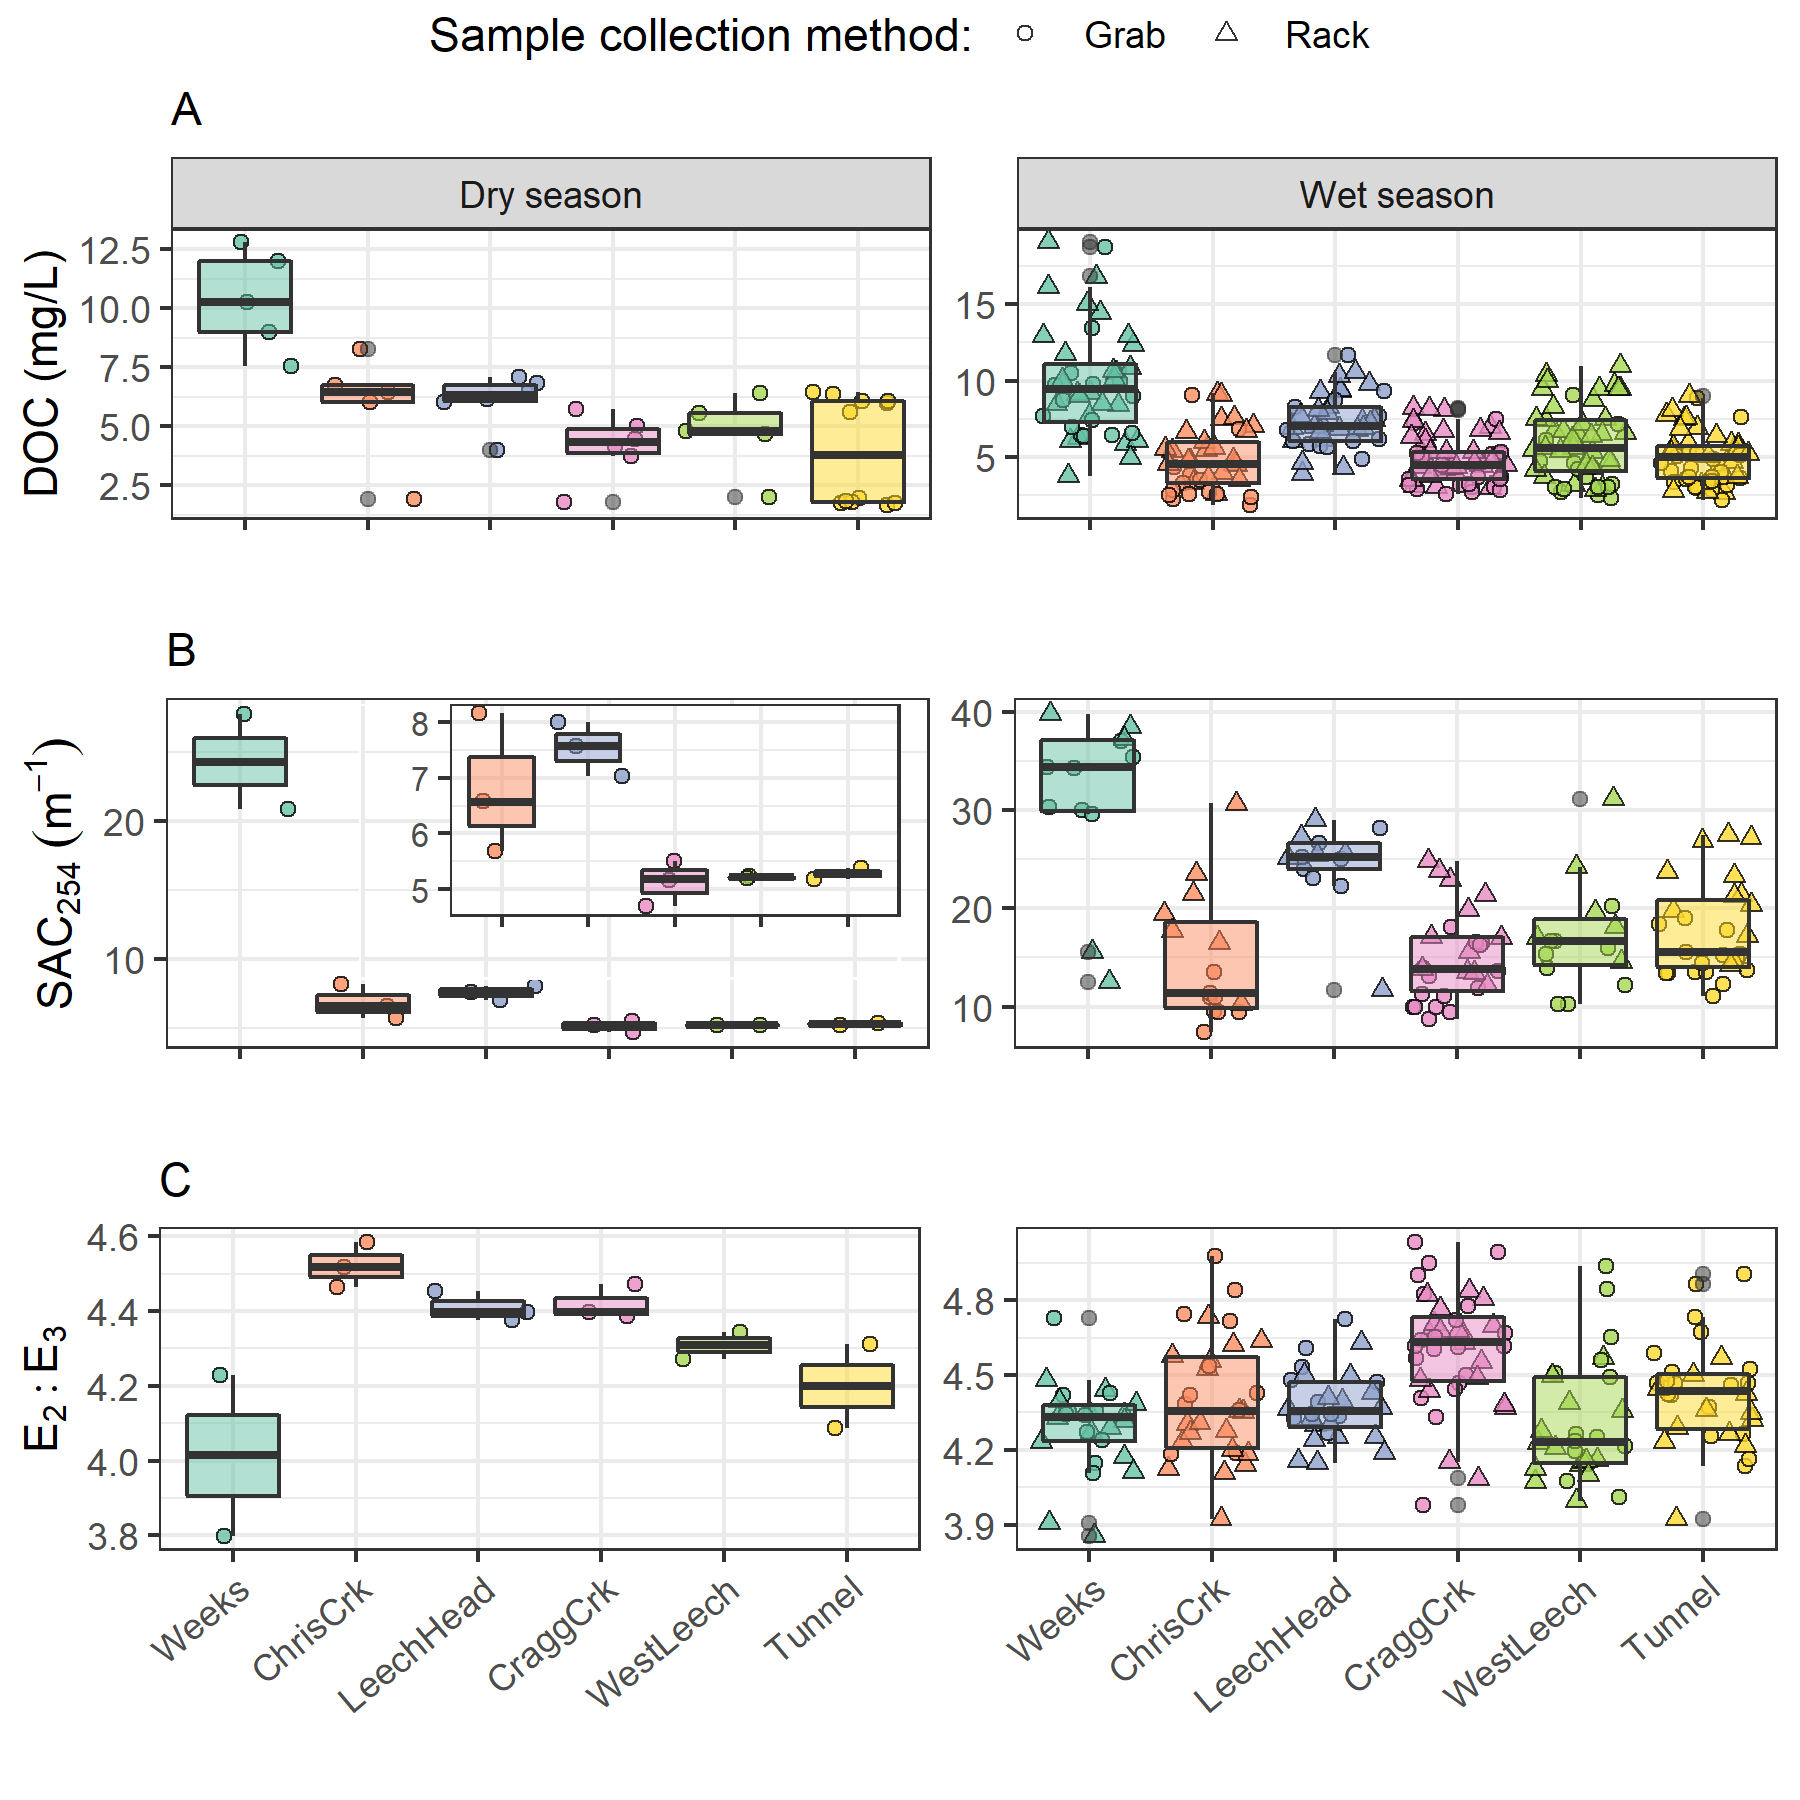 Sample collection method: Grab Rack
A
Dry season Wet season
DOC (mg/L)
12.5
10.0
7.5
5.0
2.5
15
10
5
B
SAC₂₅₄ (m⁻¹)
20
10
8
7
6
5
40
30
20
10
C
E₂ : E₃
4.6
4.4
4.2
4.0
3.8
4.8
4.5
4.2
3.9
Weeks ChrisCrk LeechHead CraggCrk WestLeech Tunnel
Weeks ChrisCrk LeechHead CraggCrk WestLeech Tunnel